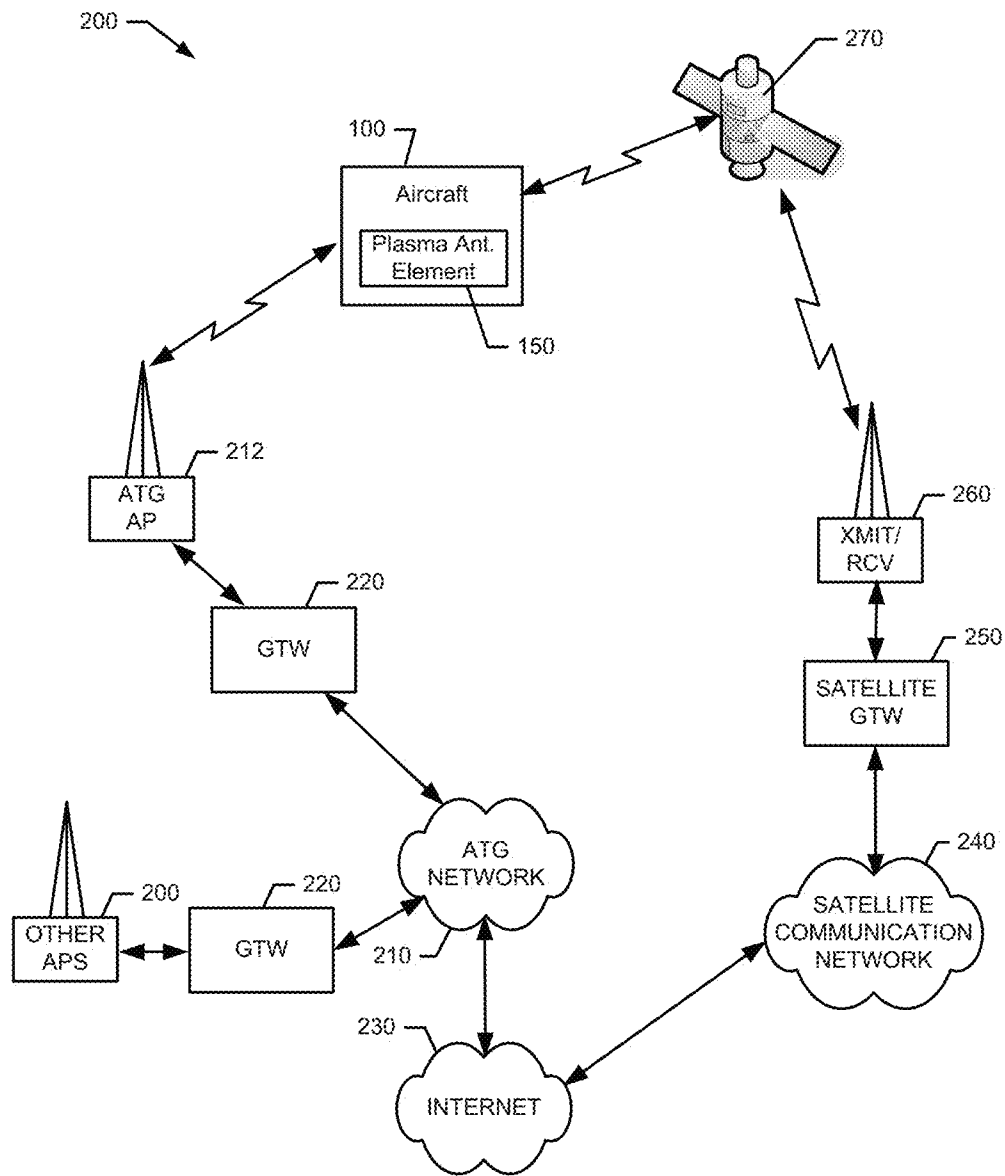 200
270
100
Aircraft
Plasma Ant.
Element
150
212
ATG
AP
260
XMIT/
RCV
220
GTW
250
SATELLITE
GTW
240
SATELLITE
COMMUNICATION
NETWORK
ATG
NETWORK
210
200
OTHER
APS
220
GTW
230
INTERNET